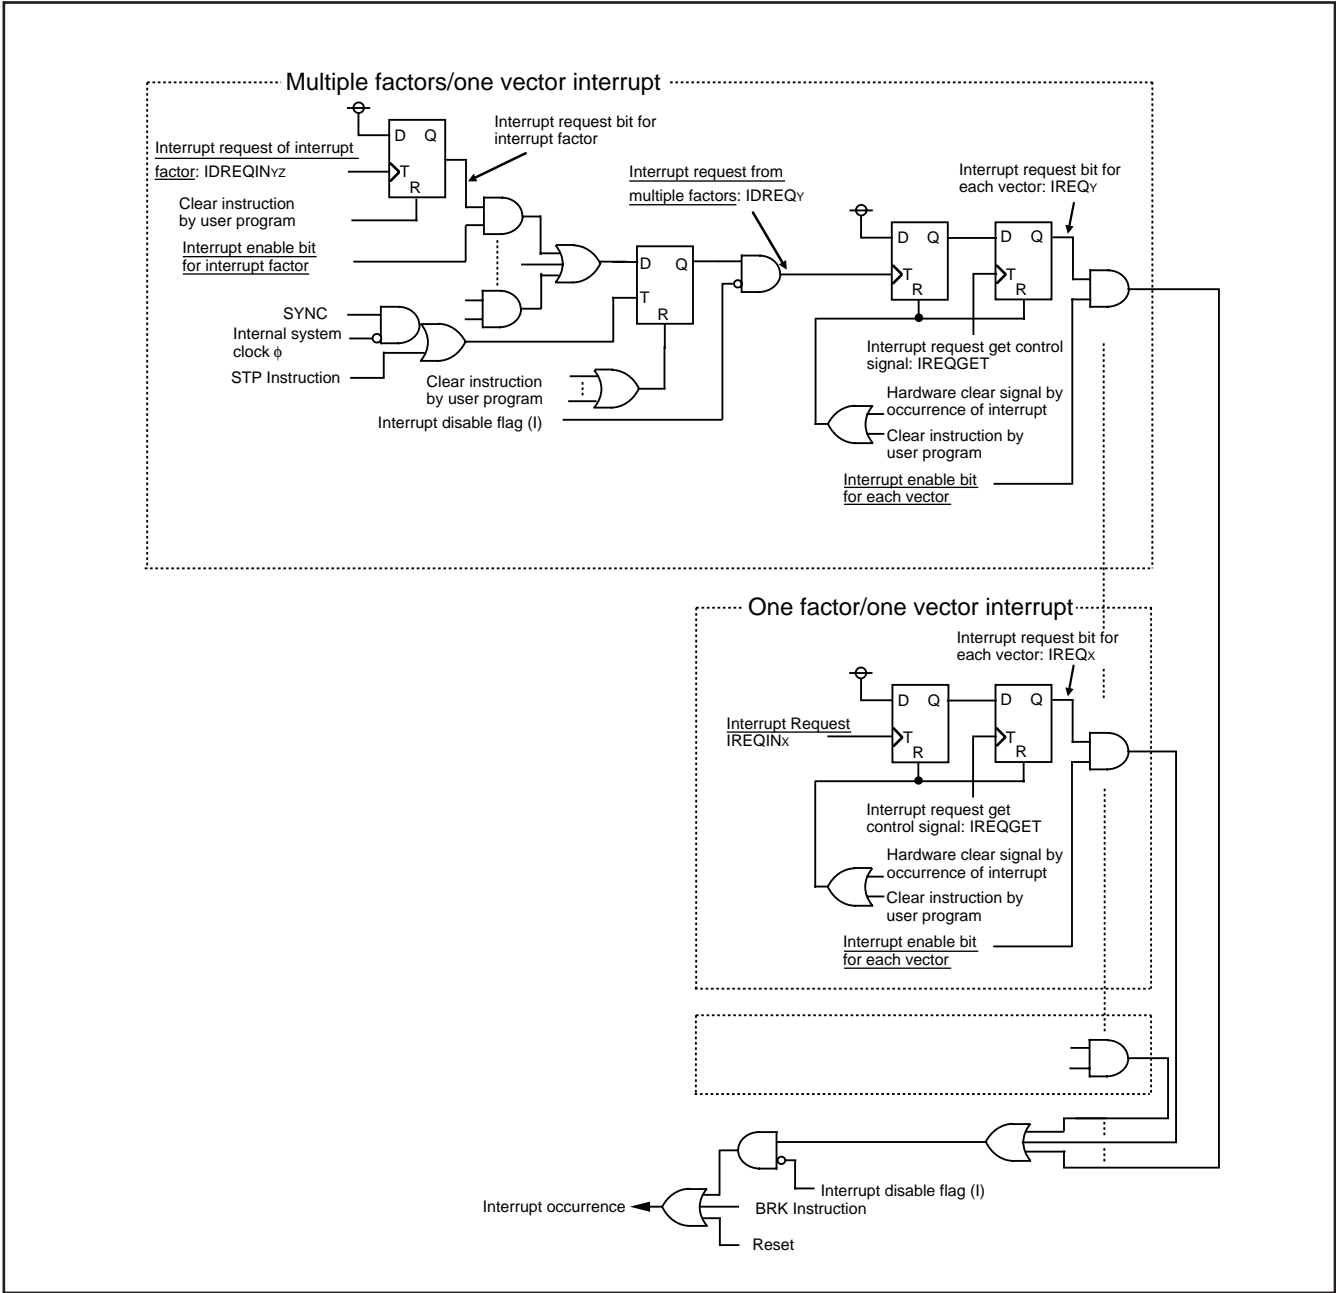 Multiple factors/one vector interrupt
D Q
T
R
Interrupt request bit for
interrupt factor
Interrupt request of interrupt
factor: IDREQINYZ
Clear instruction
by user program
Interrupt enable bit
for interrupt factor
Interrupt request from
multiple factors: IDREQY
Interrupt request bit for
each vector: IREQY
D Q
T
R
D Q
T
R
D Q
T
R
SYNC
Internal system
clock ϕ
STP Instruction
Clear instruction
by user program
Interrupt disable flag (I)
Interrupt request get control
signal: IREQGET
Hardware clear signal by
occurrence of interrupt
Clear instruction by
user program
Interrupt enable bit
for each vector
One factor/one vector interrupt
Interrupt request bit for
each vector: IREQX
D Q
T
R
D Q
T
R
Interrupt Request
IREQINX
Interrupt request get
control signal: IREQGET
Hardware clear signal by
occurrence of interrupt
Clear instruction by
user program
Interrupt enable bit
for each vector
Interrupt disable flag (I)
Interrupt occurrence
BRK Instruction
Reset